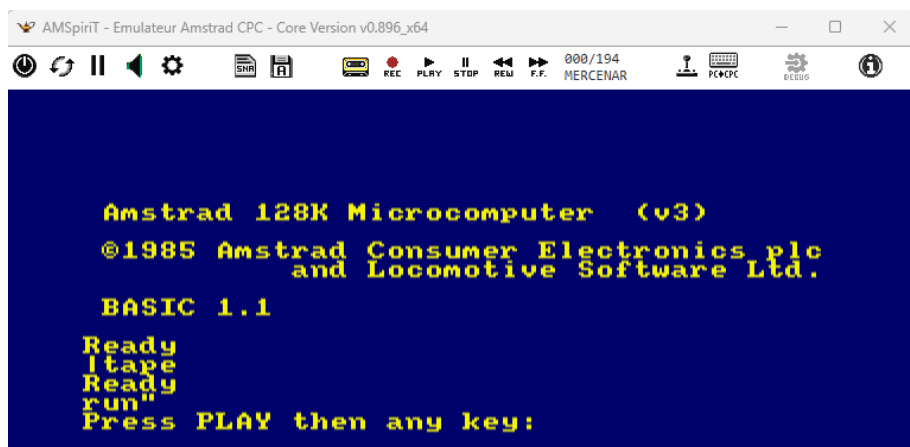 AMSpiriT - Emulateur Amstrad CPC - Core Version v0.896_x64
SNA
A
REC PLAY STOP REW F.F.
000/194
MERCENAR
PC CPC
DEBUG
Amstrad 128K Microcomputer (v3)
©1985 Amstrad Consumer Electronics plc
and Locomotive Software Ltd.
BASIC 1.1
Ready
|tape
Ready
run"
Press PLAY then any key: